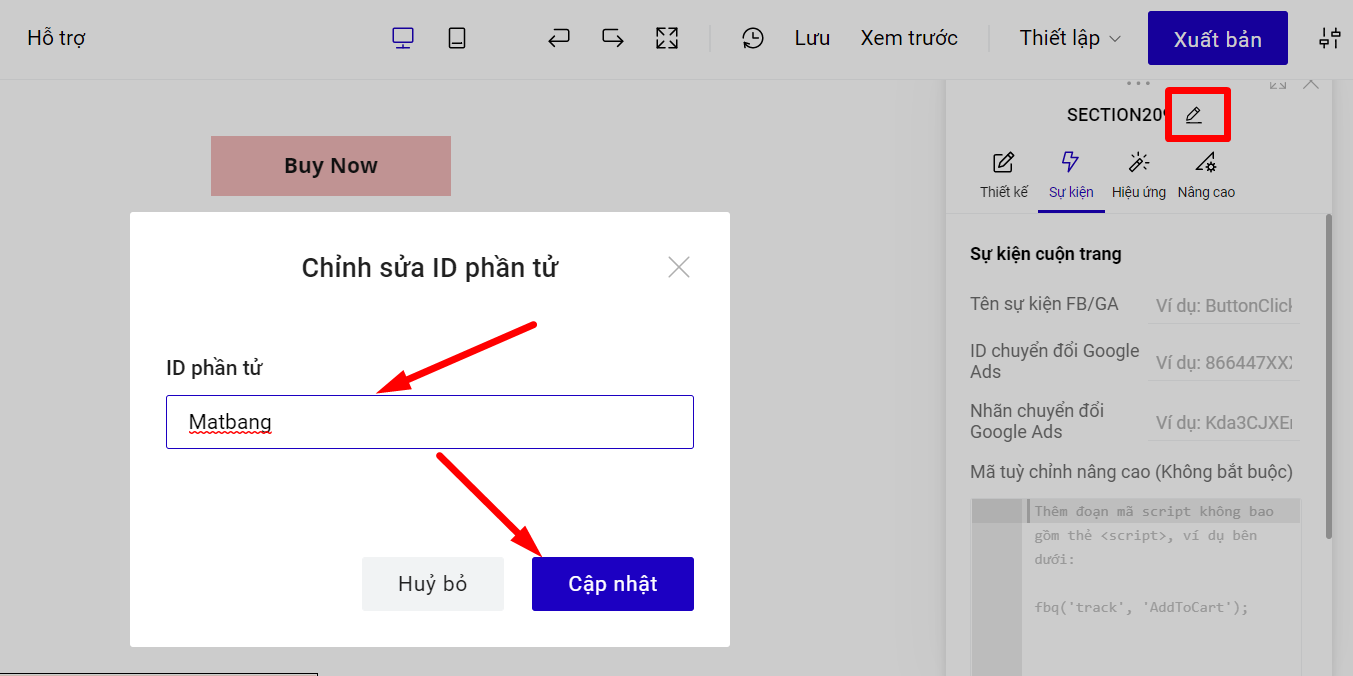 Hỗ trợ
Lưu
Xem trước
Thiết lập
Xuất bản
Buy Now
Chỉnh sửa ID phần tử
ID phần tử
Matbang
Huỷ bỏ
Cập nhật
SECTION209
Thiết kế
Sự kiện
Hiệu ứng
Nâng cao
Sự kiện cuộn trang
Tên sự kiện FB/GA
Ví dụ: ButtonClick
ID chuyển đổi Google
Ads
Ví dụ: 866447XXX
Nhãn chuyển đổi
Google Ads
Ví dụ: Kda3CJXE
Mã tuỳ chỉnh nâng cao (Không bắt buộc)
Thêm đoạn mã script không bao
gồm thẻ <script>, ví dụ bên
dưới:
fbq('track', 'AddToCart');